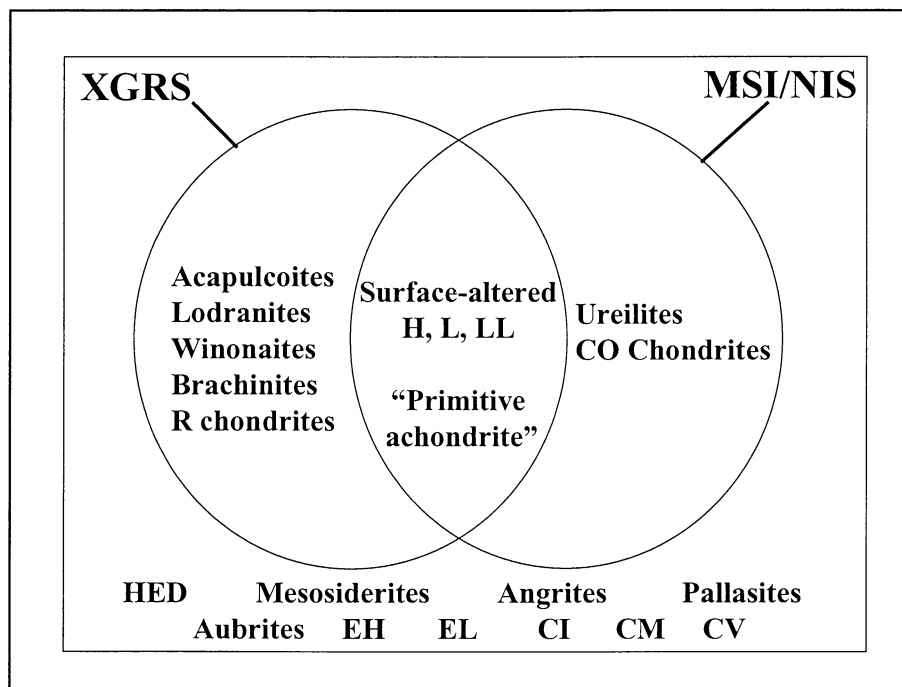 XGRS
MSI/NIS
Acapulcoites
Lodranites
Winonaites
Brachinites
R chondrites
Surface-altered
H, L, LL
“Primitive
achondrite”
Ureilites
CO Chondrites
HED Mesosiderites Angrites Pallasites
Aubrites EH EL CI CM CV